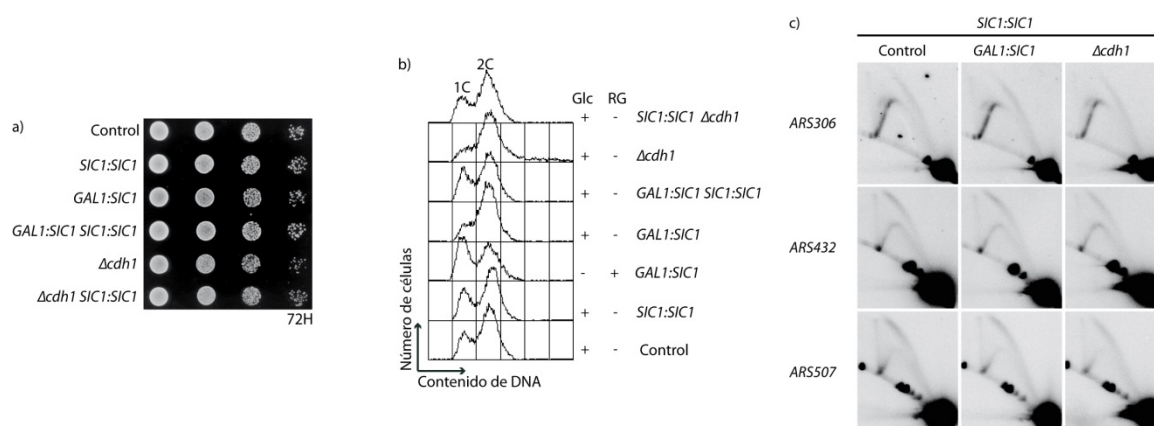 a)
Control
SIC1:SIC1
GAL1:SIC1
GAL1:SIC1 SIC1:SIC1
Δcdh1
Δcdh1 SIC1:SIC1
72H
b)
1C
2C
Glc RG
+ - SIC1:SIC1 Δcdh1
+ - Δcdh1
+ - GAL1:SIC1 SIC1:SIC1
+ - GAL1:SIC1
- + GAL1:SIC1
+ - SIC1:SIC1
+ - Control
Número de células
Contenido de DNA
c)
SIC1:SIC1
Control GAL1:SIC1 Δcdh1
ARS306
ARS432
ARS507